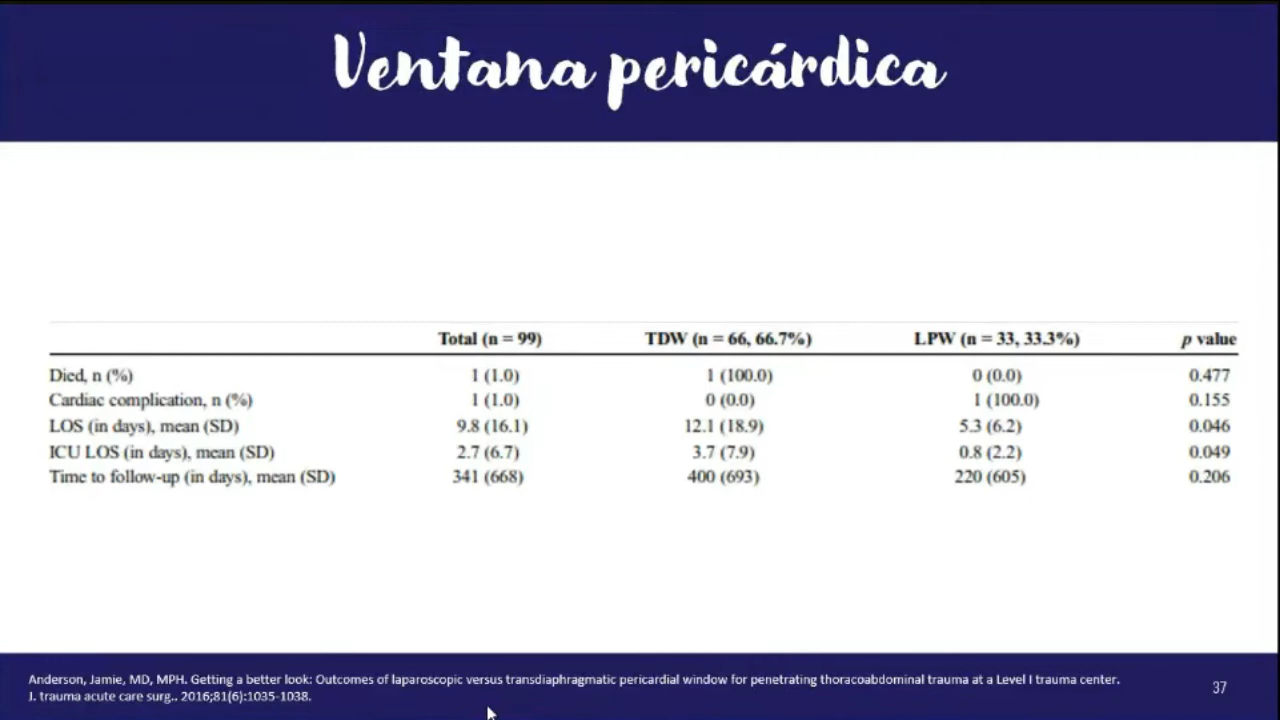 Ventana pericárdica
Total (n = 99) TDW (n = 66, 66.7%) LPW (n = 33, 33.3%) p value
Died, n (%) 1 (1.0) 1 (100.0) 0 (0.0) 0.477
Cardiac complication, n (%) 1 (1.0) 0 (0.0) 1 (100.0) 0.155
LOS (in days), mean (SD) 9.8 (16.1) 12.1 (18.9) 5.3 (6.2) 0.046
ICU LOS (in days), mean (SD) 2.7 (6.7) 3.7 (7.9) 0.8 (2.2) 0.049
Time to follow-up (in days), mean (SD) 341 (668) 400 (693) 220 (605) 0.206
Anderson, Jamie, MD, MPH. Getting a better look: Outcomes of laparoscopic versus transdiaphragmatic pericardial window for penetrating thoracoabdominal trauma at a Level I trauma center.
J. trauma acute care surg.. 2016;81(6):1035-1038.
37